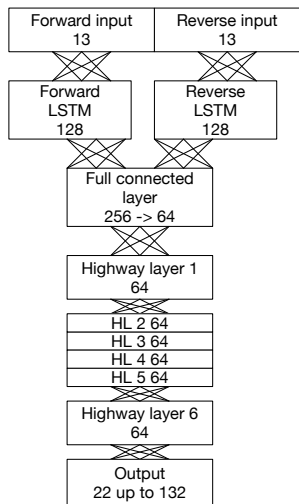 Forward input
13
Reverse input
13
Forward
LSTM
128
Reverse
LSTM
128
Full connected
layer
256 -> 64
Highway layer 1
64
HL 2 64
HL 3 64
HL 4 64
HL 5 64
Highway layer 6
64
Output
22 up to 132